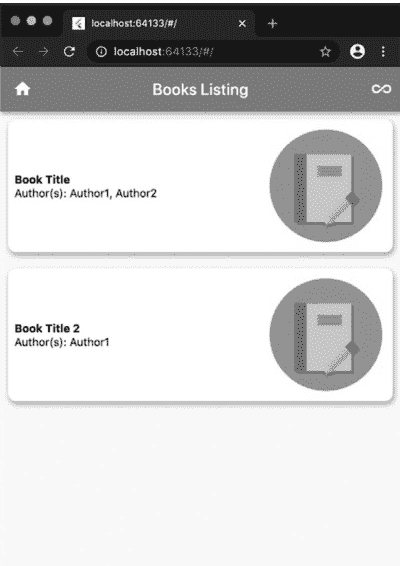 localhost:64133/#/
localhost:64133/#/
Books Listing
Book Title
Author(s): Author1, Author2
Book Title 2
Author(s): Author1